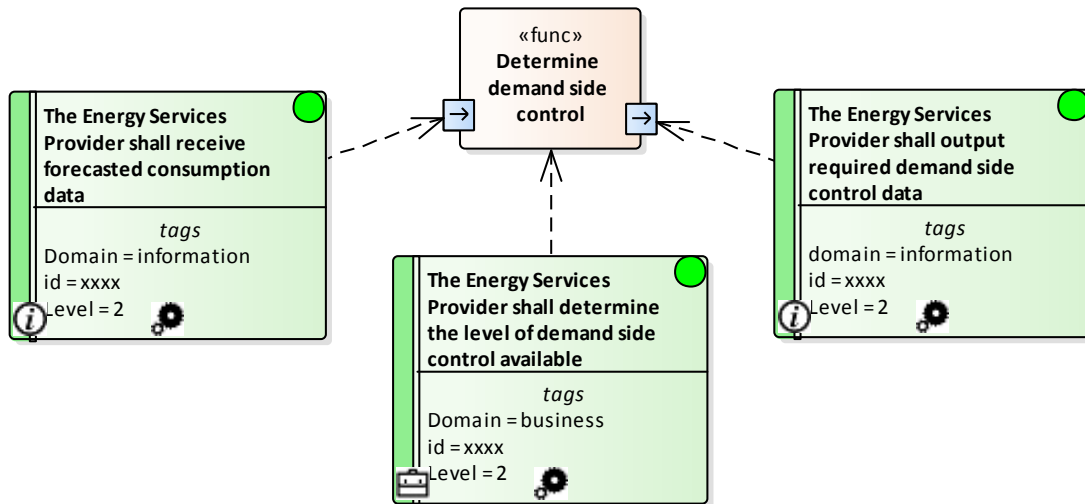 «func»
Determine
demand side
control
The Energy Services
Provider shall receive
forecasted consumption
data
tags
Domain = information
id = xxxx
Level = 2
The Energy Services
Provider shall determine
the level of demand side
control available
tags
Domain = business
id = xxxx
Level = 2
The Energy Services
Provider shall output
required demand side
control data
tags
domain = information
id = xxxx
Level = 2